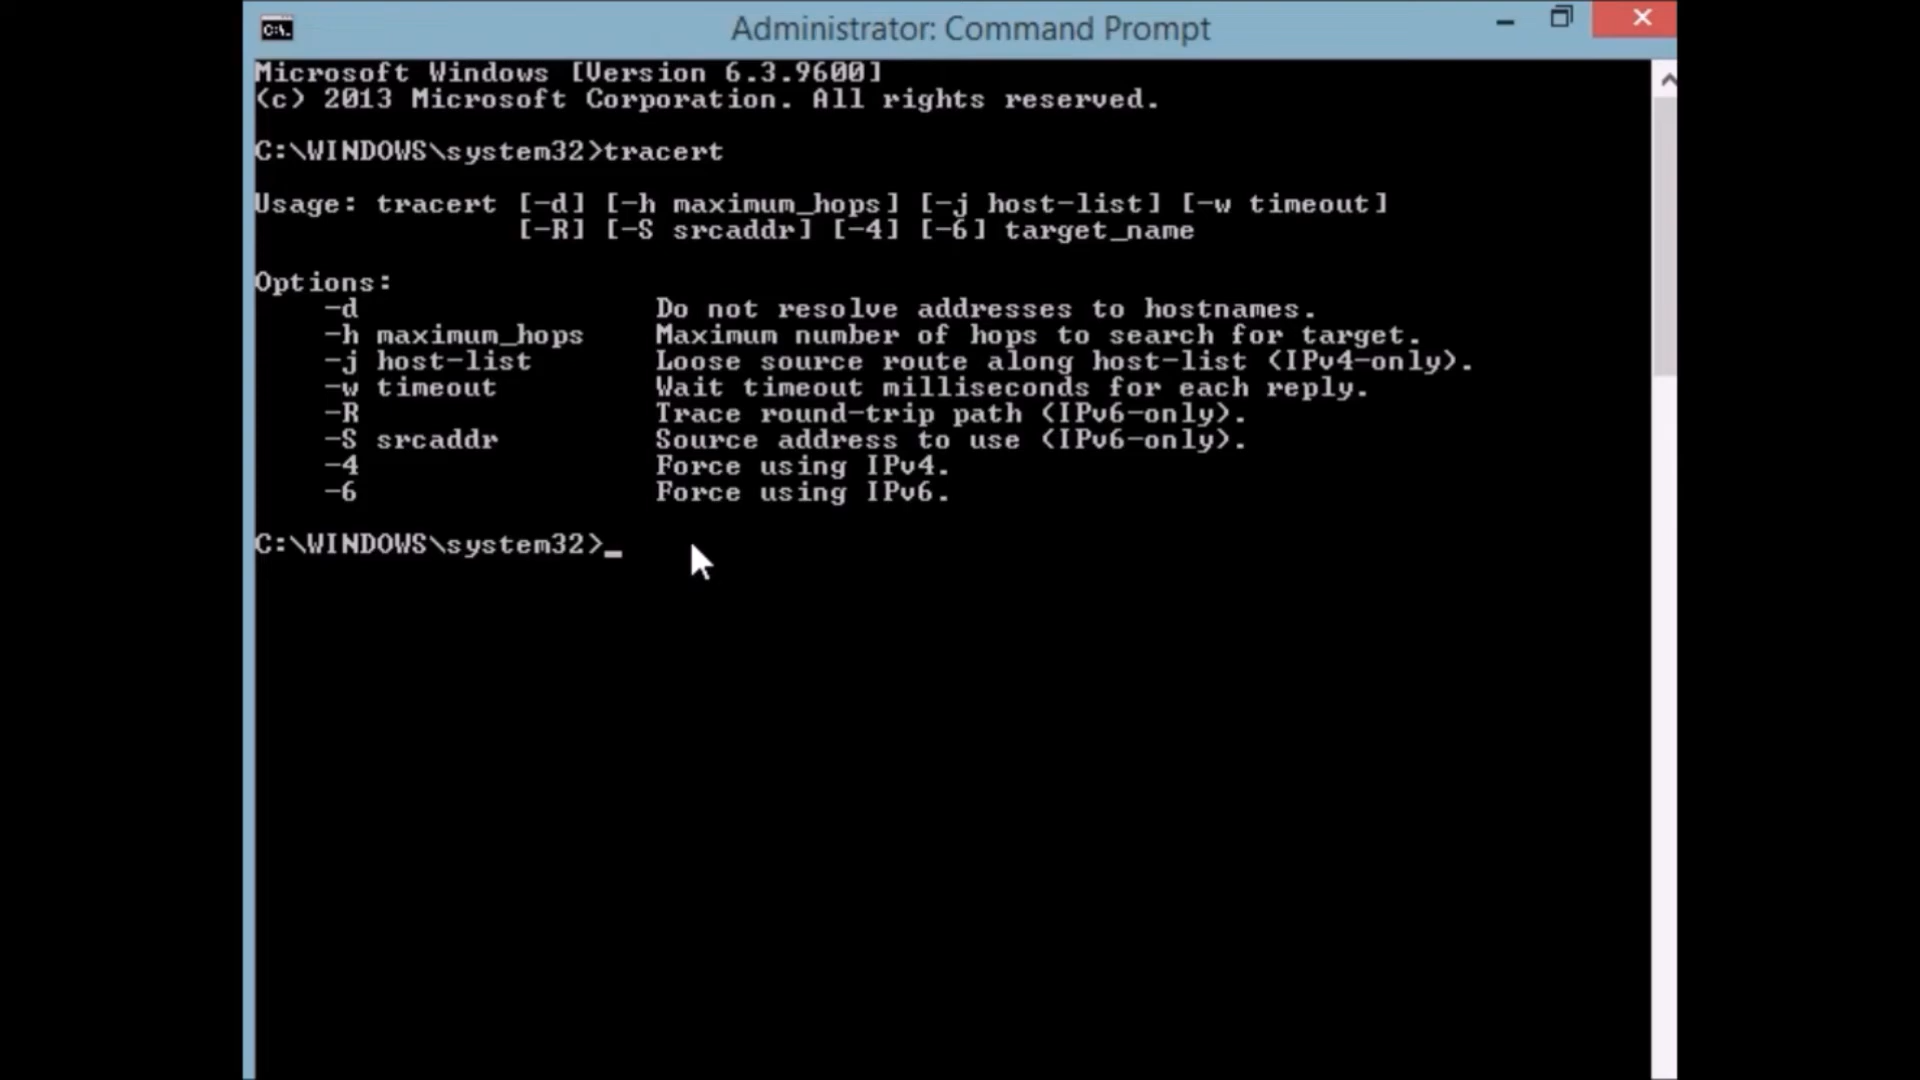 Administrator: Command Prompt
Microsoft Windows [Version 6.3.9600]
(c) 2013 Microsoft Corporation. All rights reserved.
C:\WINDOWS\system32>tracert
Usage: tracert [-d] [-h maximum_hops] [-j host-list] [-w timeout]
[-R] [-S srcaddr] [-4] [-6] target_name
Options:
-d Do not resolve addresses to hostnames.
-h maximum_hops Maximum number of hops to search for target.
-j host-list Loose source route along host-list (IPv4-only).
-w timeout Wait timeout milliseconds for each reply.
-R Trace round-trip path (IPv6-only).
-S srcaddr Source address to use (IPv6-only).
-4 Force using IPv4.
-6 Force using IPv6.
C:\WINDOWS\system32>_